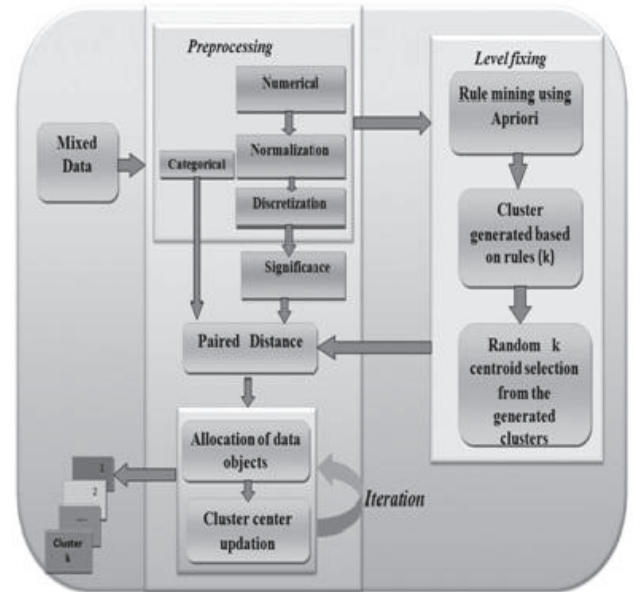 Preprocessing
Numerical
Normalization
Categorical
Discretization
Significance
Mixed
Data
Paired Distance
Allocation of data
objects
Cluster center
updation
Iteration
Level fixing
Rule mining using
Apriori
Cluster
generated based
on rules (k)
Random k
centroid selection
from the
generated
clusters
1
2
Cluster
k